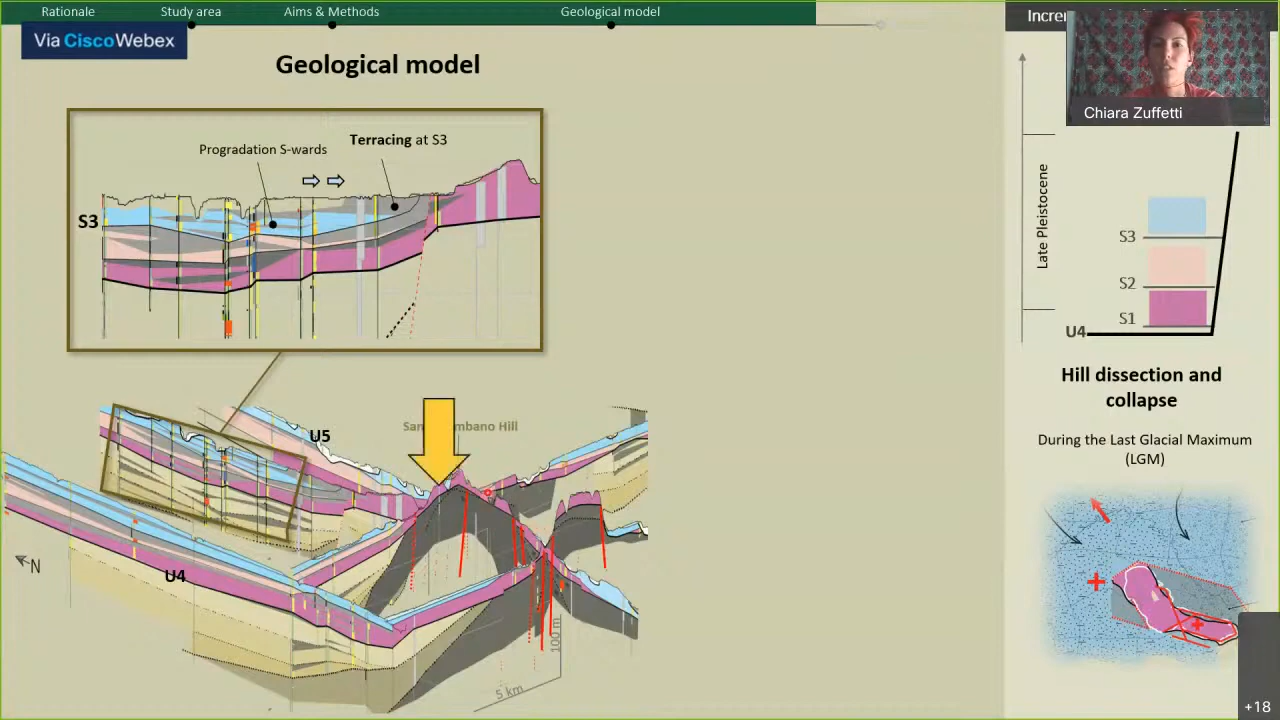 Rationale
Study area
Aims & Methods
Geological model
Via CiscoWebex
Geological model
Chiara Zuffetti
Progradation S-wards
Terracing at S3
S3
Late Pleistocene
S3
S2
S1
U4
Hill dissection and
collapse
During the Last Glacial Maximum
(LGM)
U5
U4
N
100 m
5 km
+18